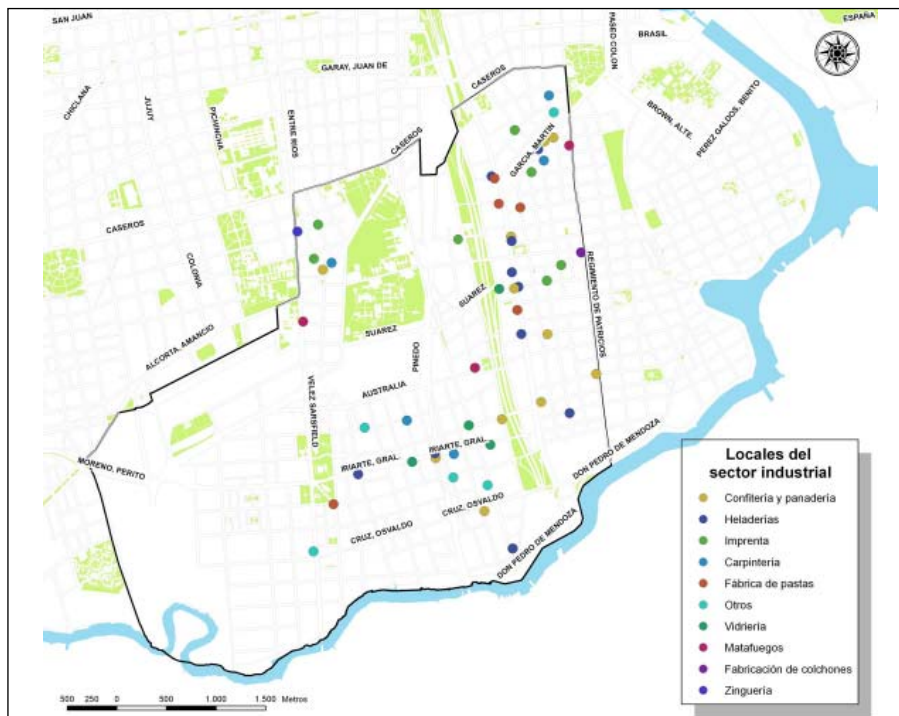 SAN JUAN
PASEO COLON
BRASIL
ESPAÑA
GARAY, JUAN DE
CASEROS
CHICLANA
JUJUY
PICHINCHA
ENTRE RIOS
CASEROS
GARCIA, MARTIN
BROWN, ALTE.
PEREZ GALDOS, BENITO
CASEROS
COLONIA
SUAREZ
REGIMIENTO DE PATRICIOS
ALCORTA, AMANCIO
SUAREZ
PINEDO
AUSTRALIA
VELEZ SARSFIELD
IRIARTE, GRAL.
IRIARTE, GRAL.
MORENO, PERITO
DON PEDRO DE MENDOZA
CRUZ, OSVALDO
CRUZ, OSVALDO
DON PEDRO DE MENDOZA
Locales del
sector industrial
Confitería y panadería
Heladerías
Imprenta
Carpintería
Fábrica de pastas
Otros
Vidriería
Matafuegos
Fabricación de colchones
Zinguería
500 250 0 500 1.000 1.500 Metros